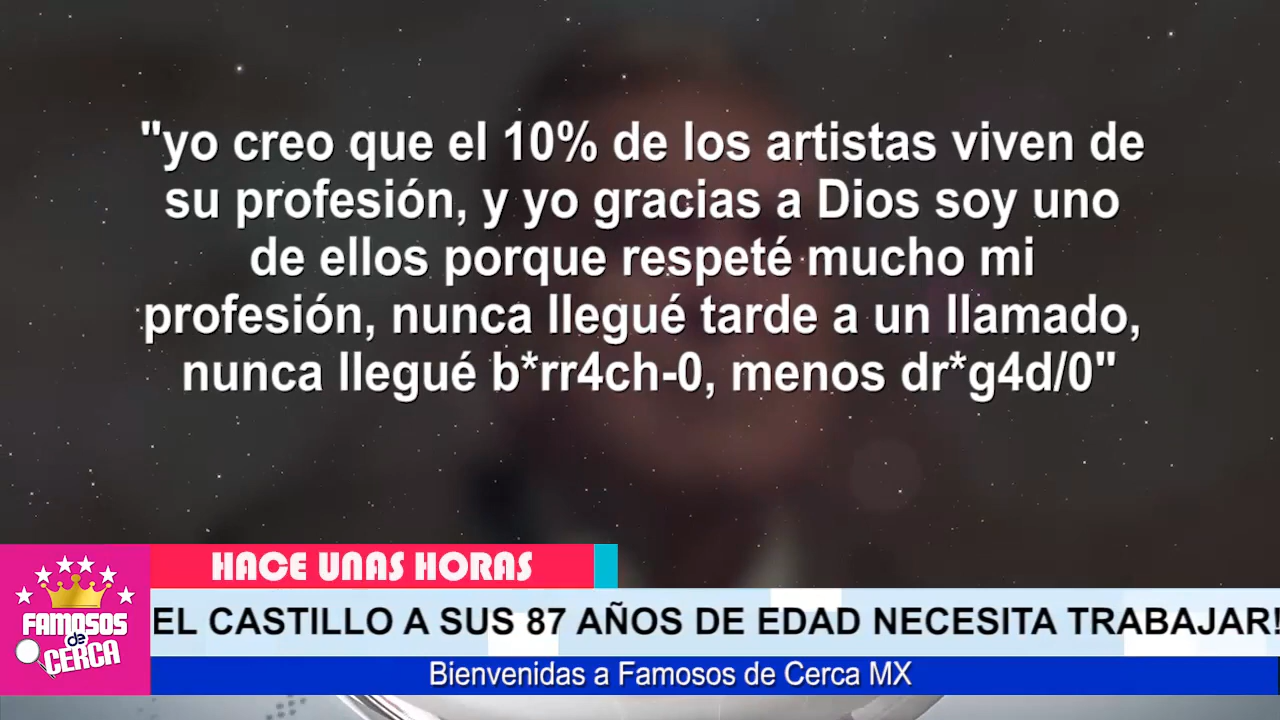 "yo creo que el 10% de los artistas viven de
su profesión, y yo gracias a Dios soy uno
de ellos porque respeté mucho mi
profesión, nunca llegué tarde a un llamado,
nunca llegué b*rr4ch-0, menos dr*g4d/0"
HACE UNAS HORAS
EL CASTILLO A SUS 87 AÑOS DE EDAD NECESITA TRABAJAR!
Bienvenidas a Famosos de Cerca MX
FAMOSOS
de
CERCA